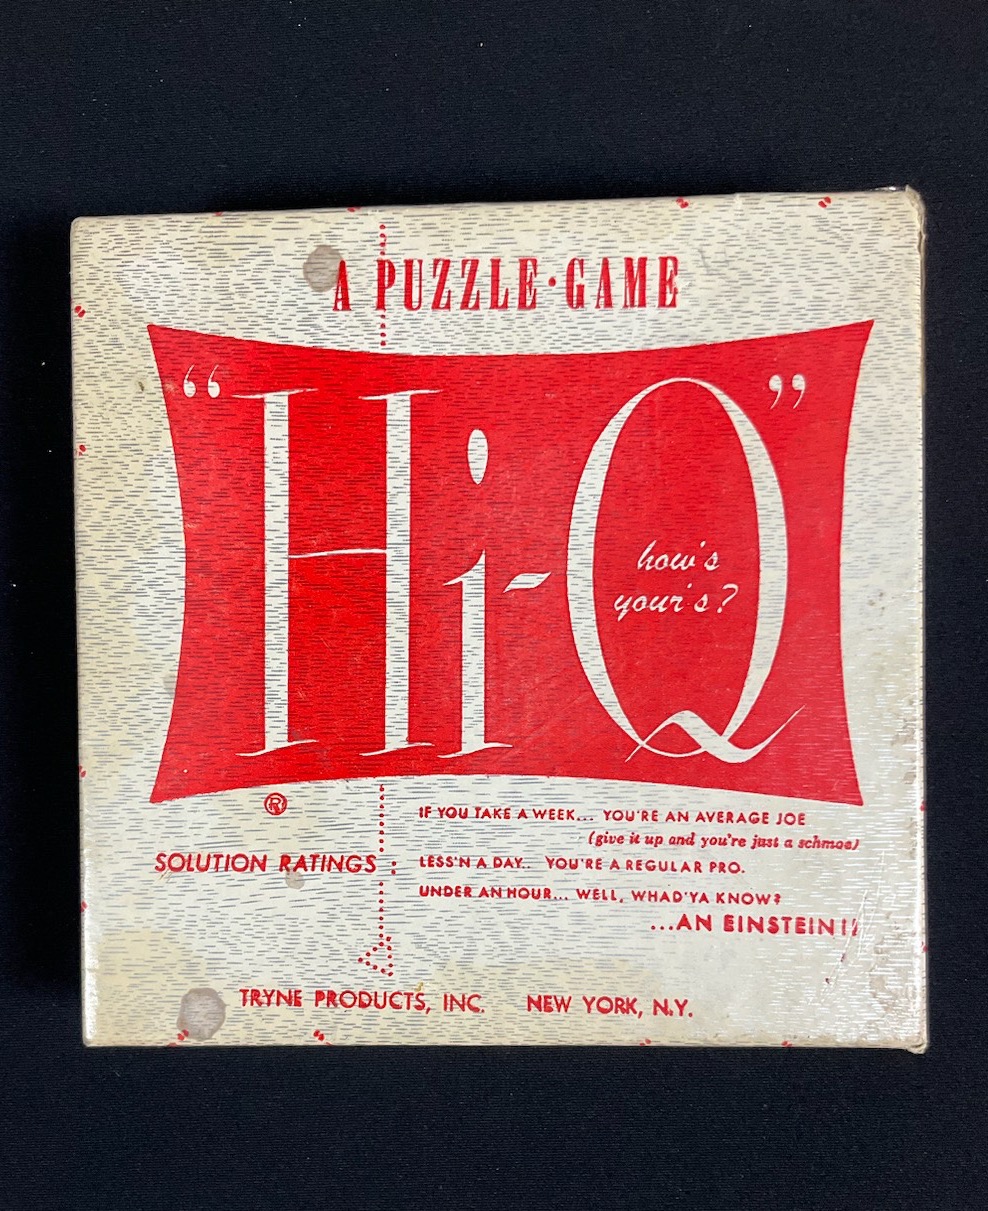 A PUZZLE·GAME
“Hi-Q”
how's
your's?
®
IF YOU TAKE A WEEK... YOU'RE AN AVERAGE JOE
(give it up and you're just a schmoe)
SOLUTION RATINGS : LESS'N A DAY.. YOU'RE A REGULAR PRO.
UNDER AN HOUR... WELL, WHAD'YA KNOW?
...AN EINSTEIN!!
TRYNE PRODUCTS, INC. NEW YORK, N.Y.